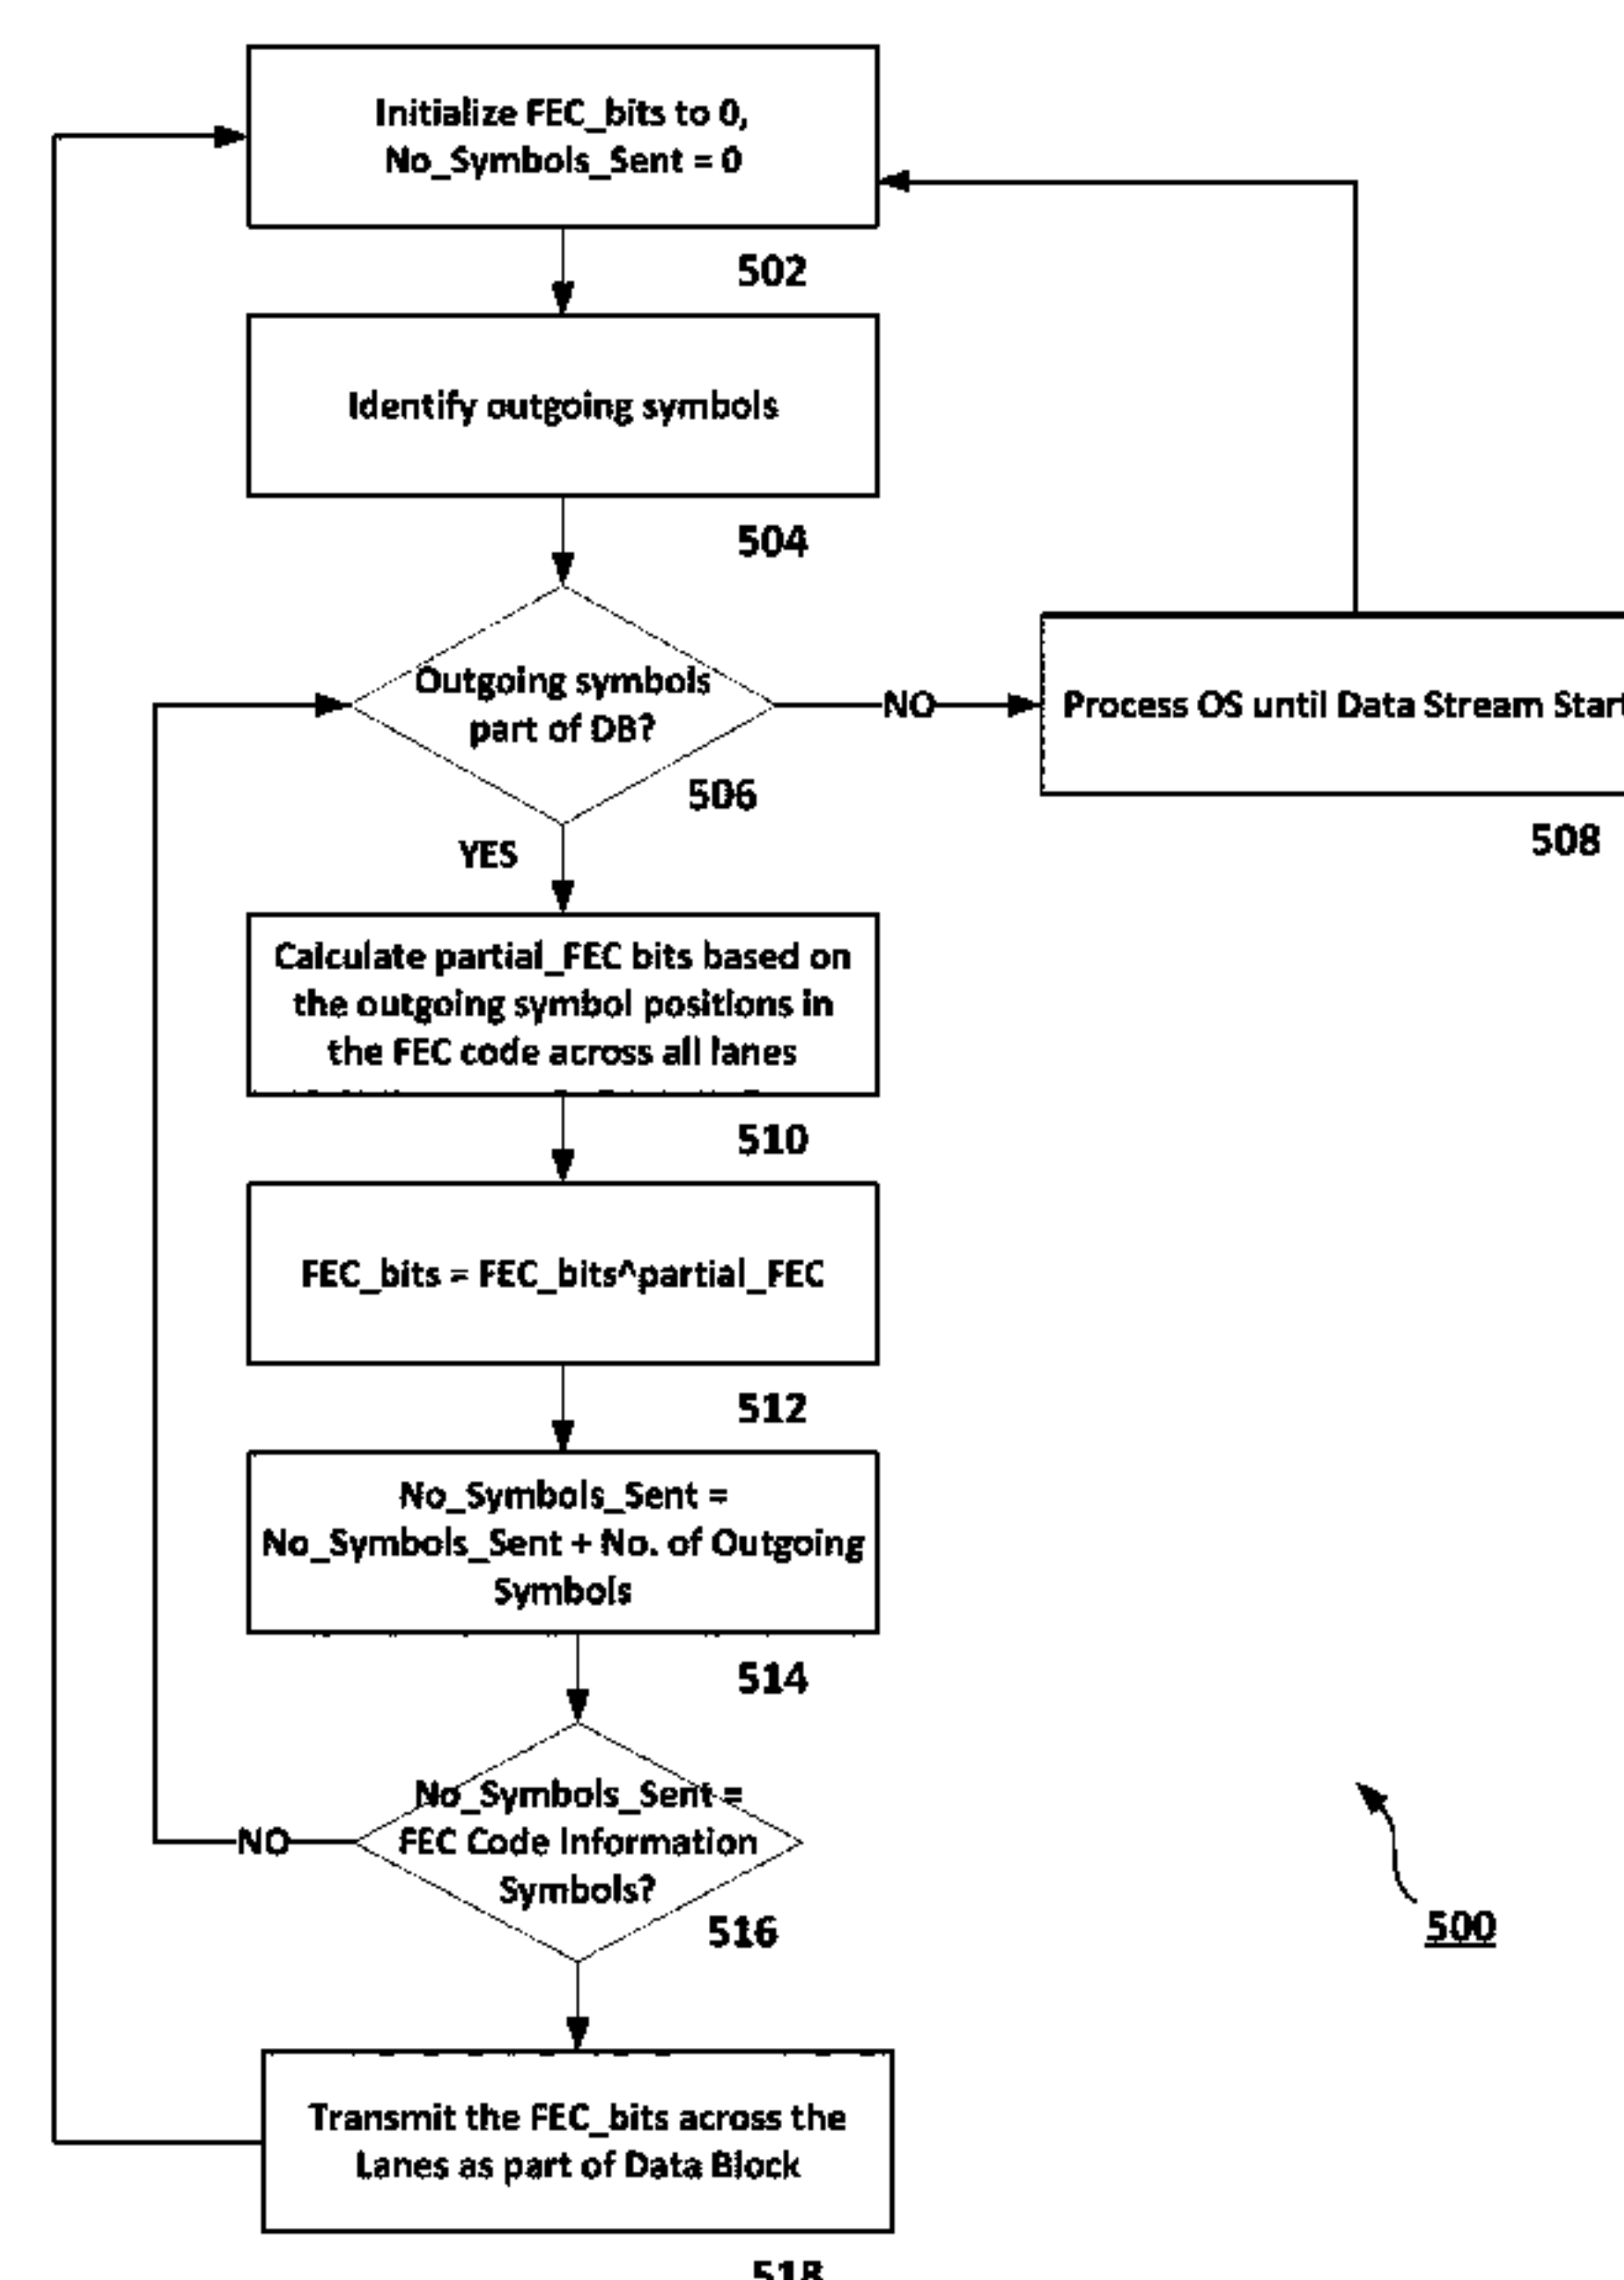 Initialize FEC_bits to 0,
No_Symbols_Sent = 0
502
Identify outgoing symbols
504
Outgoing symbols
part of DB?
506
NO
Process OS until Data Stream Start
508
YES
Calculate partial_FEC bits based on
the outgoing symbol positions in
the FEC code across all lanes
510
FEC_bits = FEC_bits^partial_FEC
512
No_Symbols_Sent =
No_Symbols_Sent + No. of Outgoing
Symbols
514
No_Symbols_Sent =
FEC Code Information
Symbols?
516
NO
500
Transmit the FEC_bits across the
Lanes as part of Data Block
518